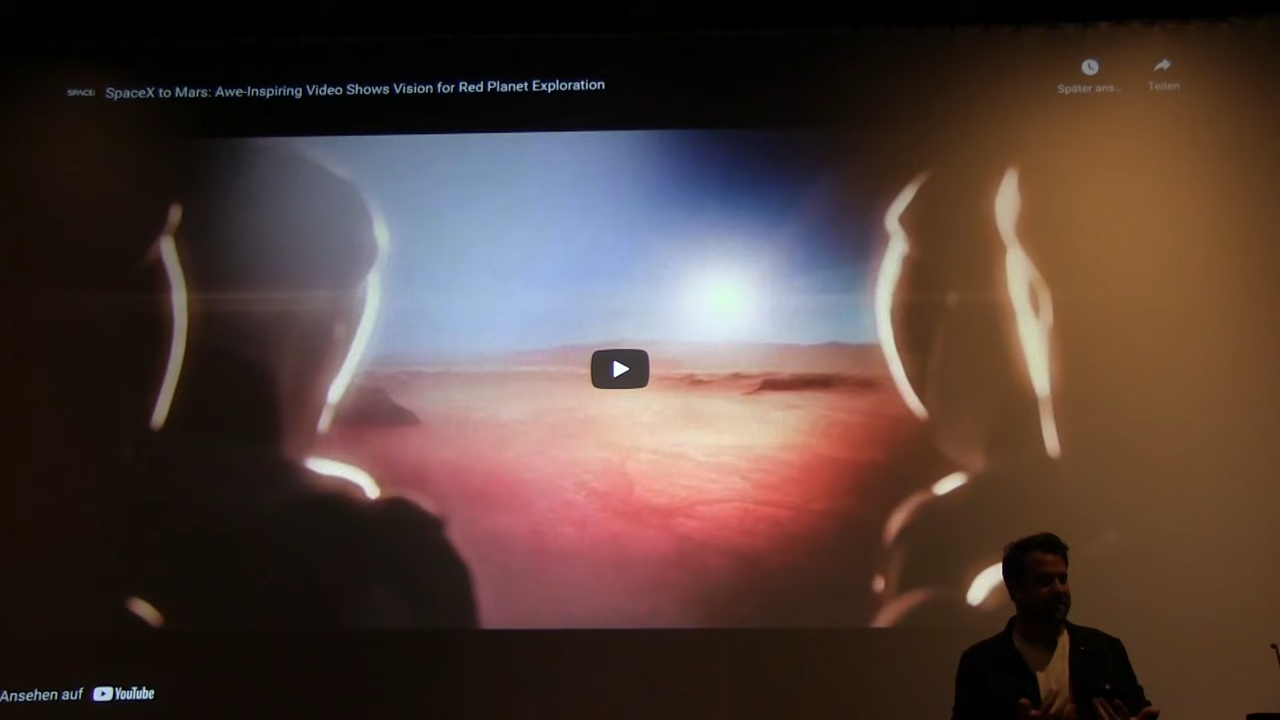 SPACE SpaceX to Mars: Awe-Inspiring Video Shows Vision for Red Planet Exploration
Später ans... Teilen
Ansehen auf YouTube